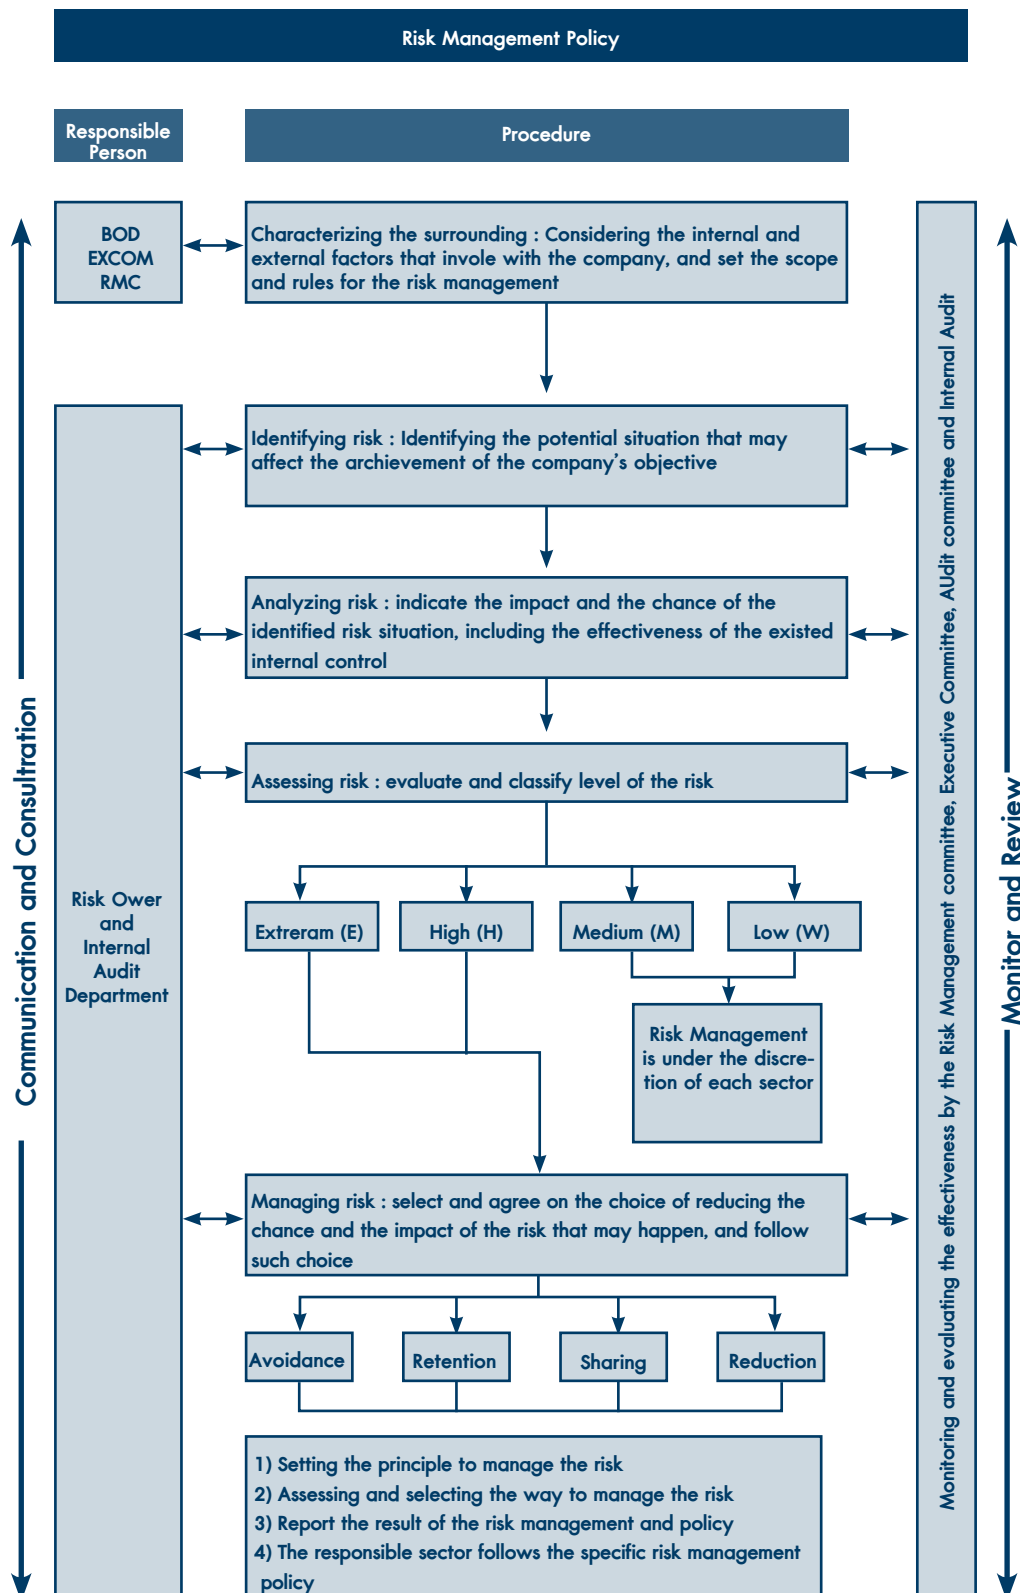 Risk Management Policy
Responsible
Person
Procedure
BOD
EXCOM
RMC
Characterizing the surrounding : Considering the internal and
external factors that invole with the company, and set the scope
and rules for the risk management
Identifying risk : Identifying the potential situation that may
affect the archievement of the company's objective
Analyzing risk : indicate the impact and the chance of the
identified risk situation, including the effectiveness of the existed
internal control
Assessing risk : evaluate and classify level of the risk
Extreram (E)
High (H)
Medium (M)
Low (W)
Risk Ower
and
Internal
Audit
Department
Risk Management
is under the discre-
tion of each sector
Managing risk : select and agree on the choice of reducing the
chance and the impact of the risk that may happen, and follow
such choice
Avoidance
Retention
Sharing
Reduction
1) Setting the principle to manage the risk
2) Assessing and selecting the way to manage the risk
3) Report the result of the risk management and policy
4) The responsible sector follows the specific risk management
policy
Communication and Consultration
Monitoring and evaluating the effectiveness by the Risk Management committee, Executive Committee, AUdit committee and Internal Audit
Monitor and Review